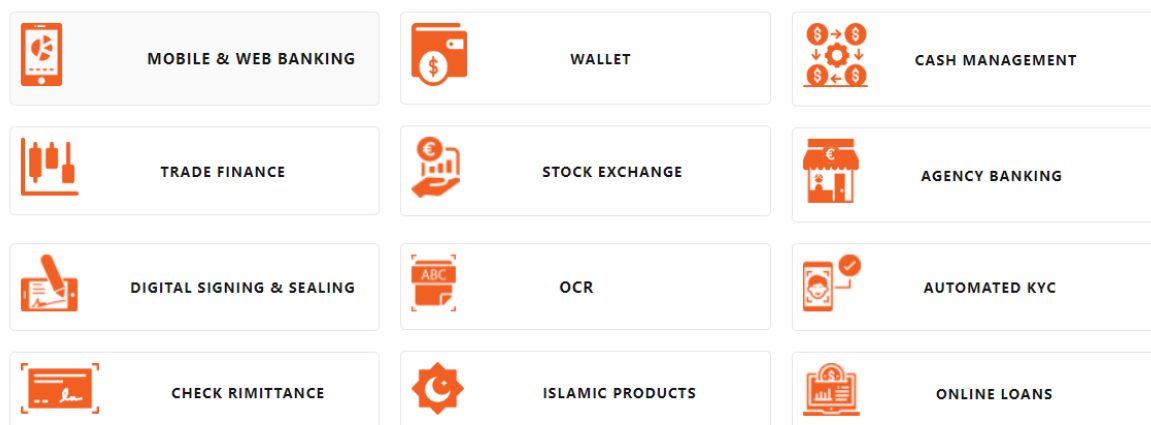 MOBILE & WEB BANKING
WALLET
CASH MANAGEMENT
TRADE FINANCE
STOCK EXCHANGE
AGENCY BANKING
DIGITAL SIGNING & SEALING
ABC
OCR
AUTOMATED KYC
CHECK RIMITTANCE
ISLAMIC PRODUCTS
ONLINE LOANS